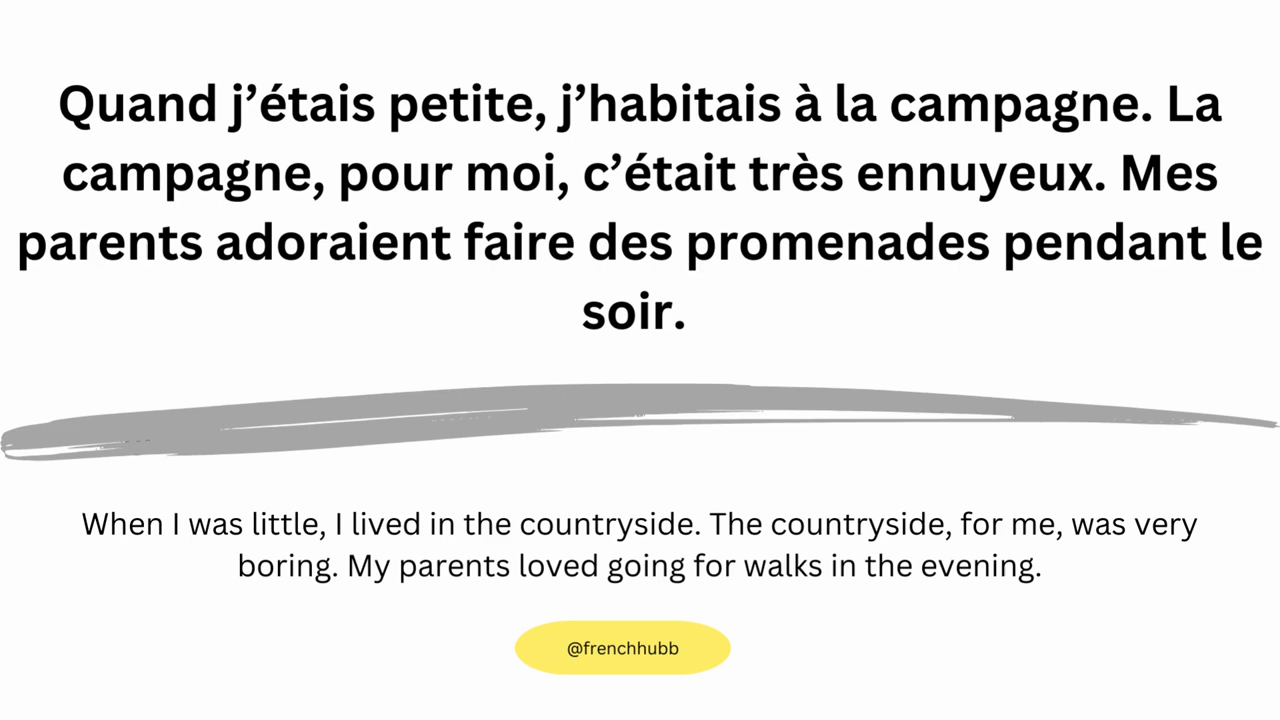 Quand j’étais petite, j’habitais à la campagne. La
campagne, pour moi, c’était très ennuyeux. Mes
parents adoraient faire des promenades pendant le
soir.
When I was little, I lived in the countryside. The countryside, for me, was very
boring. My parents loved going for walks in the evening.
@frenchhubb